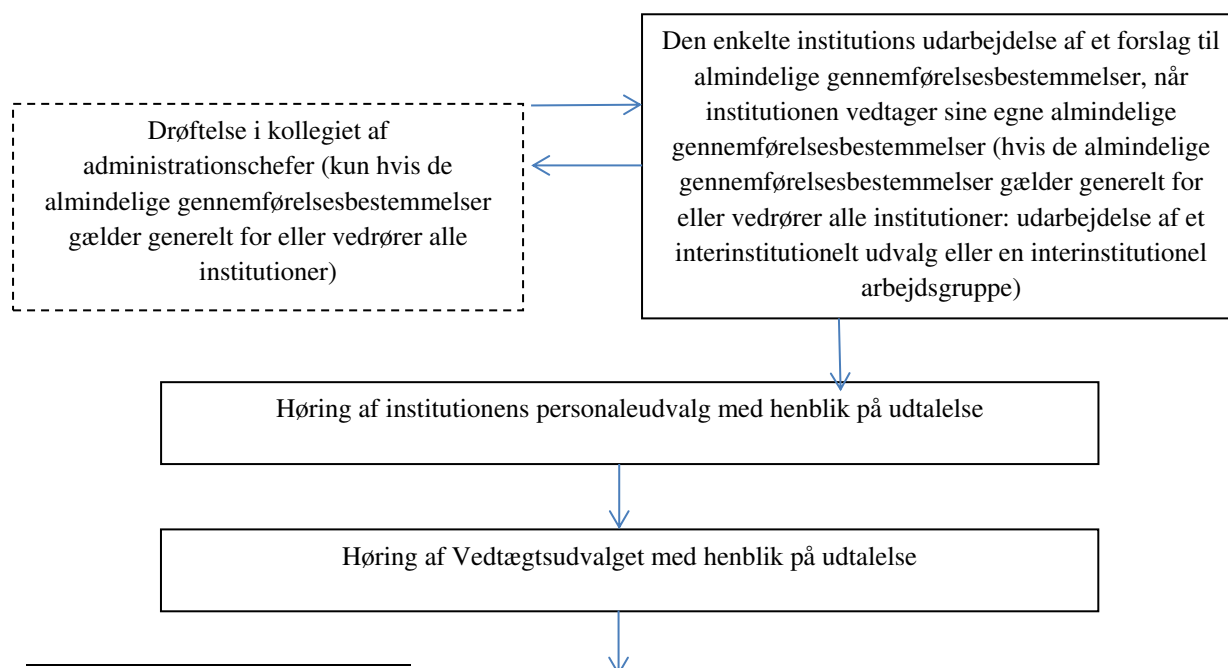 Den enkelte institutions udarbejdelse af et forslag til
almindelige gennemførelsesbestemmelser, når
institutionen vedtager sine egne almindelige
gennemførelsesbestemmelser (hvis de almindelige
gennemførelsesbestemmelser gælder generelt for
eller vedrører alle institutioner: udarbejdelse af et
interinstitutionelt udvalg eller en interinstitutionel
arbejdsgruppe)
Drøftelse i kollegiet af
administrationschefer (kun hvis de
almindelige gennemførelsesbestemmelser
gælder generelt for eller vedrører alle
institutioner)
Høring af institutionens personaleudvalg med henblik på udtalelse
Høring af Vedtægtsudvalget med henblik på udtalelse